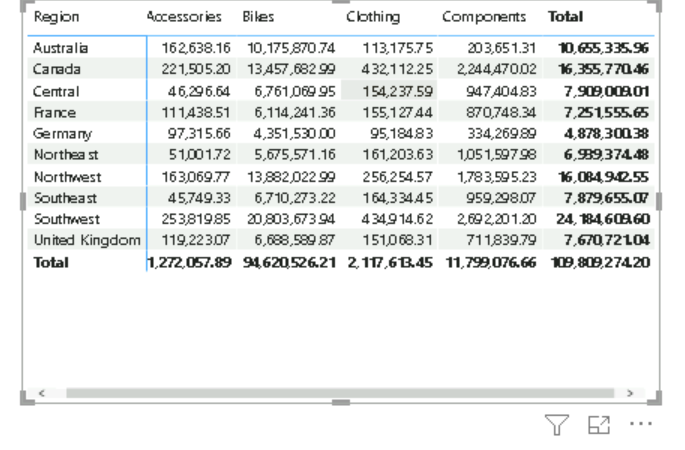 Region Accessories Bikes Clothing Components Total
Australia 162,638.16 10,175,870.74 113,175.75 203,651.31 10,655,335.96
Canada 221,505.20 13,457,682.99 432,112.25 2,244,470.02 16,355,770.46
Central 46,296.64 6,761,069.95 154,237.59 947,404.83 7,909,009.01
France 111,438.51 6,114,241.36 155,127.44 870,748.34 7,251,555.65
Germany 97,315.66 4,351,530.00 95,184.83 334,269.89 4,878,300.38
Northeast 51,001.72 5,675,571.16 161,203.63 1,051,597.98 6,939,374.48
Northwest 163,069.77 13,882,022.99 256,254.57 1,783,595.23 16,084,942.55
Southeast 45,749.33 6,710,273.22 164,334.45 959,298.07 7,879,655.07
Southwest 253,819.85 20,803,673.94 434,914.62 2,692,201.20 24,184,609.60
United Kingdom 119,223.07 6,688,589.87 151,068.31 711,839.79 7,670,721.04
Total 1,272,057.89 94,620,526.21 2,117,613.45 11,799,076.66 109,809,274.20